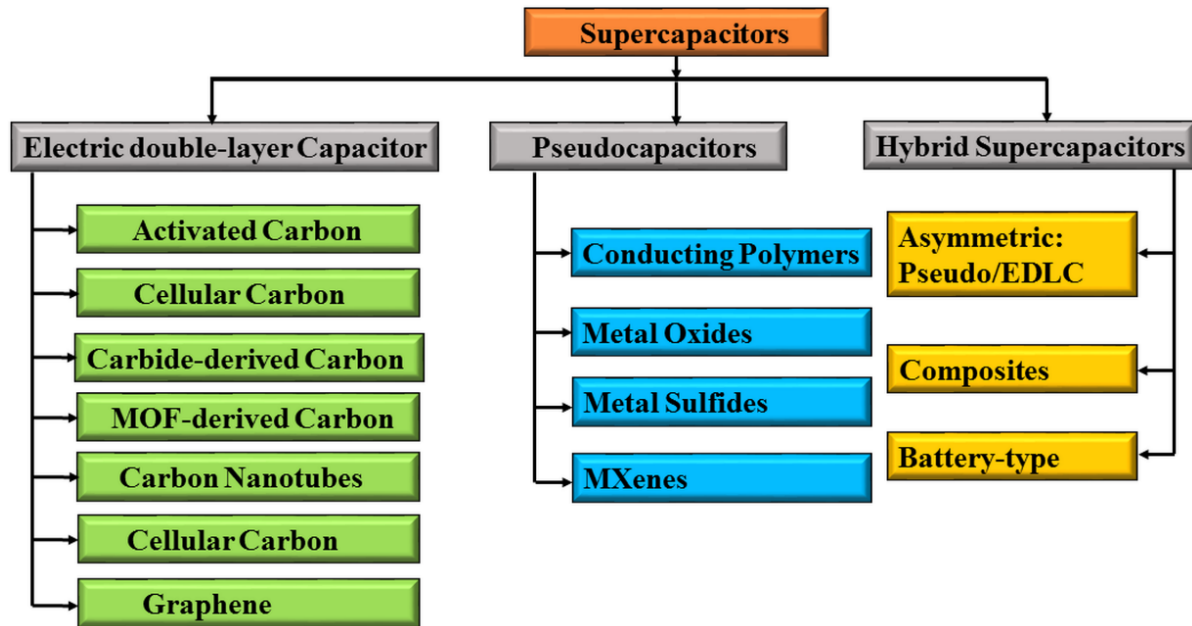 Supercapacitors
Electric double-layer Capacitor
Activated Carbon
Cellular Carbon
Carbide-derived Carbon
MOF-derived Carbon
Carbon Nanotubes
Cellular Carbon
Graphene
Pseudocapacitors
Conducting Polymers
Metal Oxides
Metal Sulfides
MXenes
Hybrid Supercapacitors
Asymmetric:
Pseudo/EDLC
Composites
Battery-type